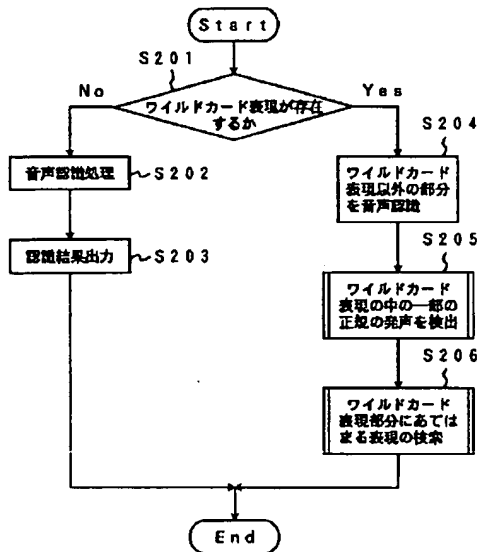 Start
S201
No
Yes
ワイルドカード表現が存在
するか
S204
音声認識処理
S202
ワイルドカード
表現以外の部分
を音声認識
S205
認識結果出力
S203
ワイルドカード
表現の中の一部の
正規の発声を検出
S206
ワイルドカード
表現部分にあては
まる表現の検索
End